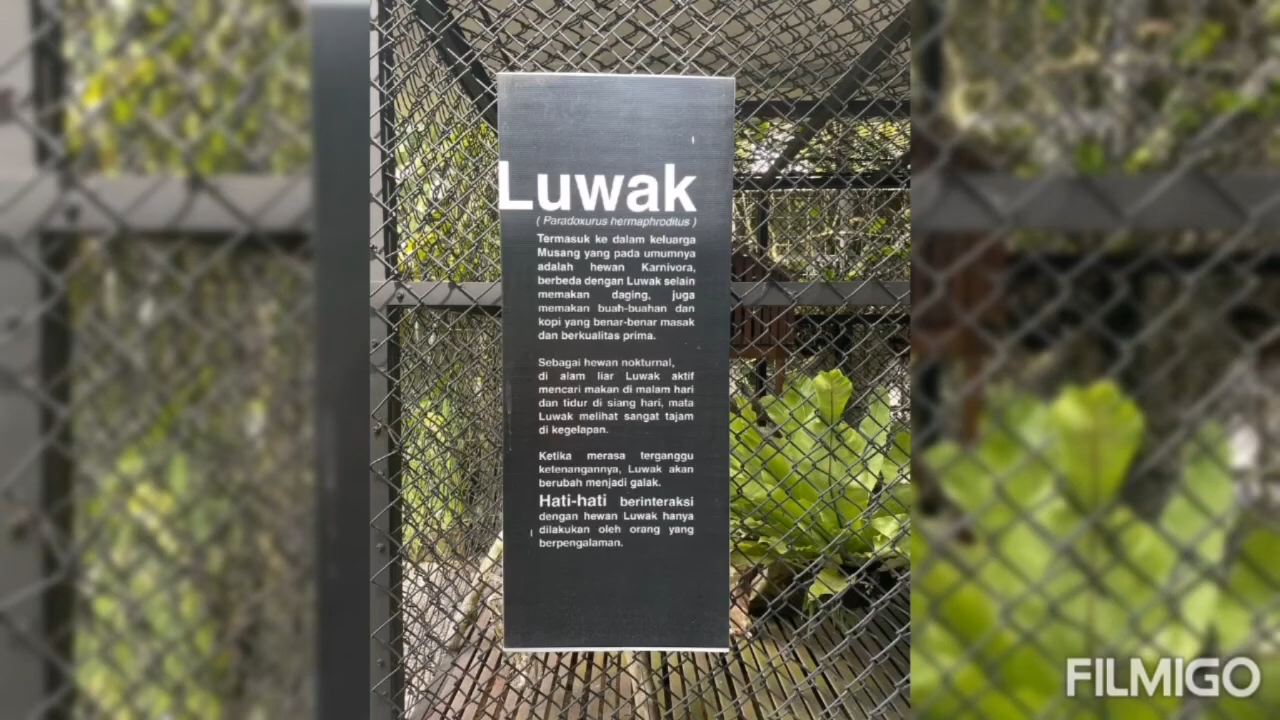 Luwak
( Paradoxurus hermaphroditus )
Termasuk ke dalam keluarga
Musang yang pada umumnya
adalah hewan Karnivora,
berbeda dengan Luwak selain
memakan daging, juga
memakan buah-buahan dan
kopi yang benar-benar masak
dan berkualitas prima.
Sebagai hewan nokturnal,
di alam liar Luwak aktif
mencari makan di malam hari
dan tidur di siang hari, mata
Luwak melihat sangat tajam
di kegelapan.
Ketika merasa terganggu
ketenangannya, Luwak akan
berubah menjadi galak.
Hati-hati berinteraksi
dengan hewan Luwak hanya
dilakukan oleh orang yang
berpengalaman.
FILMIGO